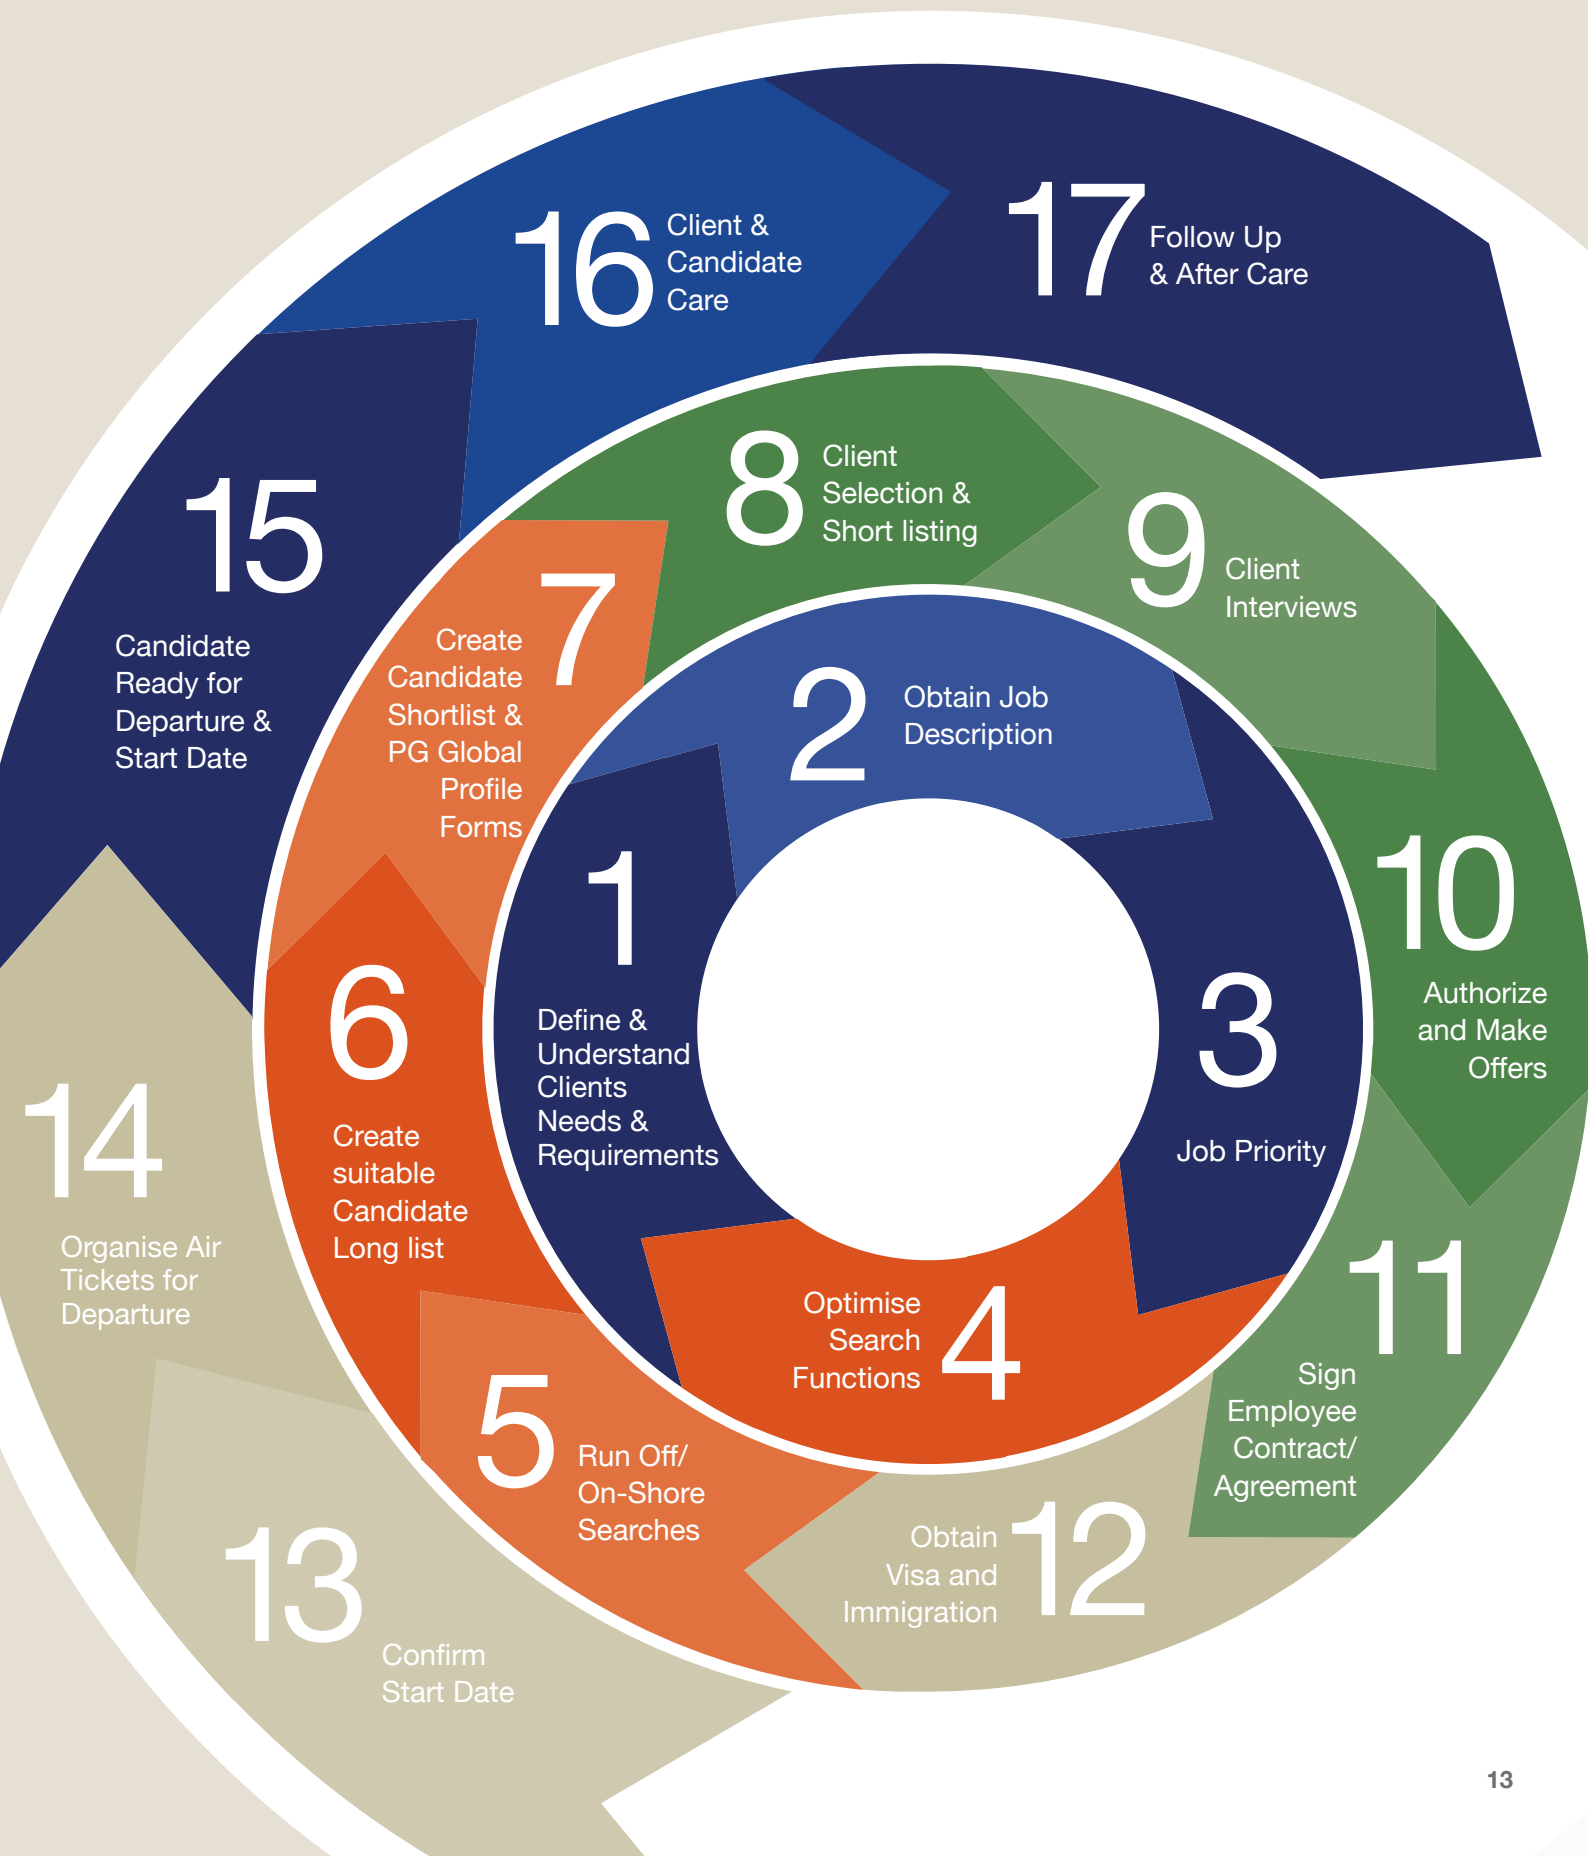 1
Define &
Understand
Clients
Needs &
Requirements
2
Obtain Job
Description
3
Job Priority
4
Optimise
Search
Functions
5
Run Off/
On-Shore
Searches
6
Create
suitable
Candidate
Long list
7
Create
Candidate
Shortlist &
PG Global
Profile
Forms
8
Client
Selection &
Short listing
9
Client
Interviews
10
Authorize
and Make
Offers
11
Sign
Employee
Contract/
Agreement
12
Obtain
Visa and
Immigration
13
Confirm
Start Date
14
Organise Air
Tickets for
Departure
15
Candidate
Ready for
Departure &
Start Date
16
Client &
Candidate
Care
17
Follow Up
& After Care
13